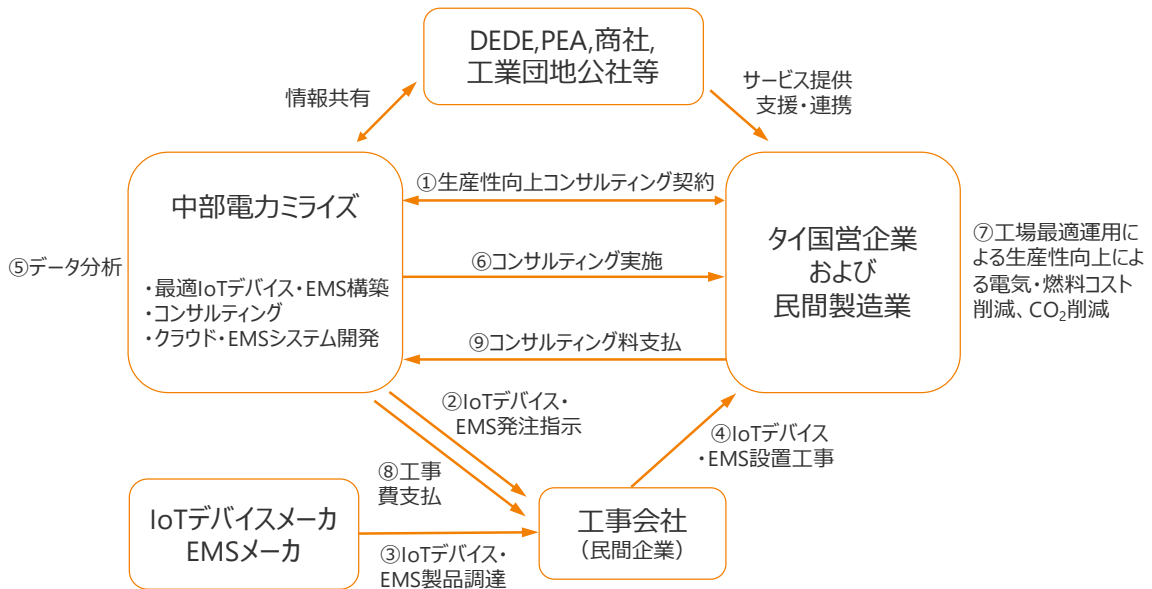 DEDE,PEA,商社,
工業団地公社等
情報共有
サービス提供
支援・連携
①生産性向上コンサルティング契約
中部電力ミライズ
・最適IoTデバイス・EMS構築
・コンサルティング
・クラウド・EMSシステム開発
⑤データ分析
⑥コンサルティング実施
⑨コンサルティング料支払
タイ国営企業
および
民間製造業
⑦工場最適運用に
よる生産性向上によ
る電気・燃料コスト
削減、CO₂削減
②IoTデバイス・
EMS発注指示
④IoTデバイス
・EMS設置工事
⑧工事
費支払
IoTデバイスメーカ
EMSメーカ
③IoTデバイス・
EMS製品調達
工事会社
（民間企業）